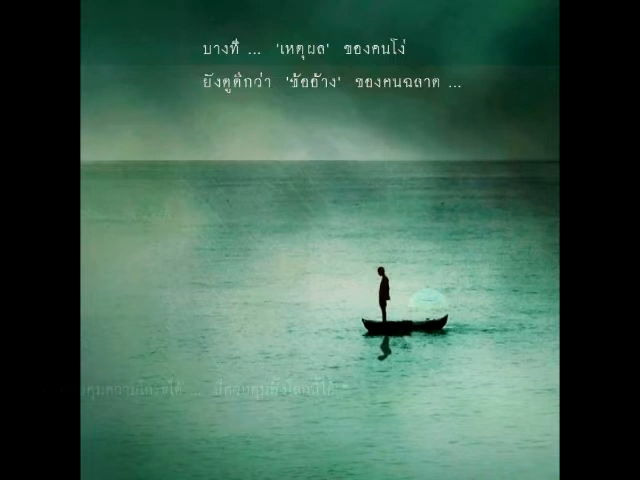 บางที ... 'เหตุผล' ของคนโง่
ยังดูดีกว่า 'ข้ออ้าง' ของคนฉลาด ...